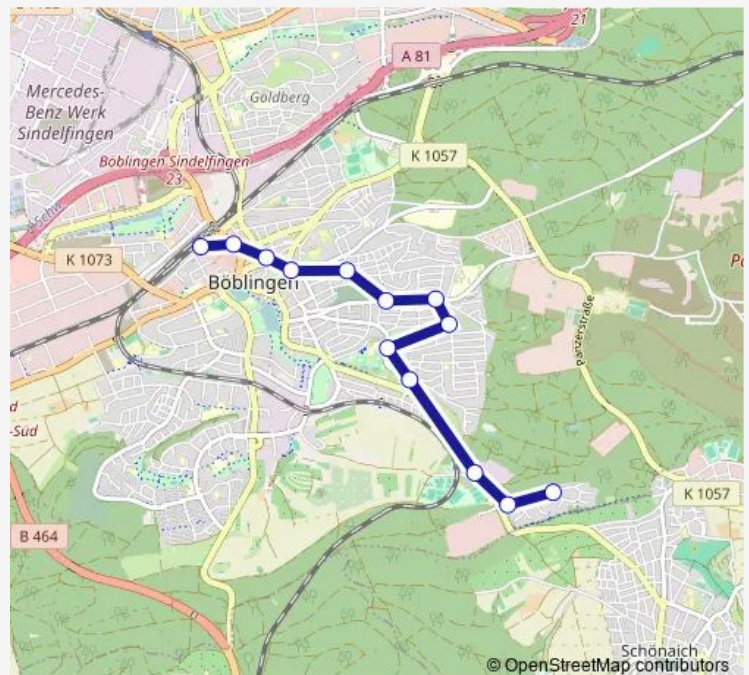 21
A 81
Goldberg
Mercedes-
Benz Werk
Sindelfingen
K 1057
Böblingen Sindelfingen
23
K 1073
Böblingen
Panzerstraße
-Süd
K 1057
B 464
Schönaich
© OpenStreetMap contributors